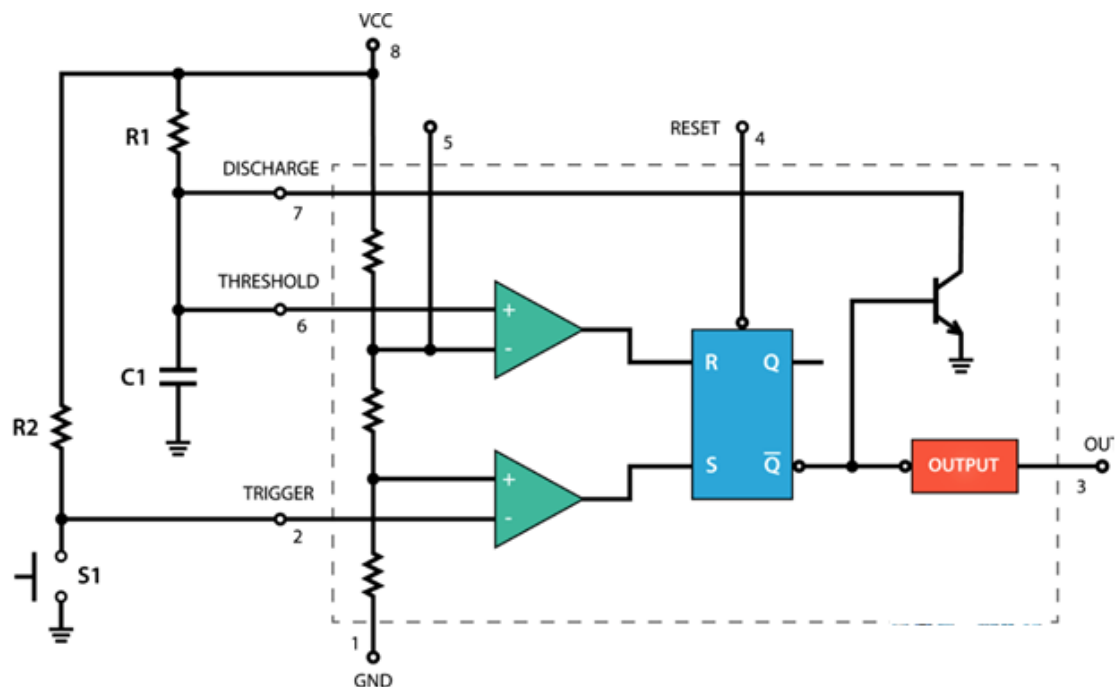 VCC
8
R1
5
RESET
4
DISCHARGE
7
THRESHOLD
6
+
-
C1
R
Q
R2
S
Q̅
OUTPUT
OU
3
TRIGGER
2
+
-
S1
1
GND